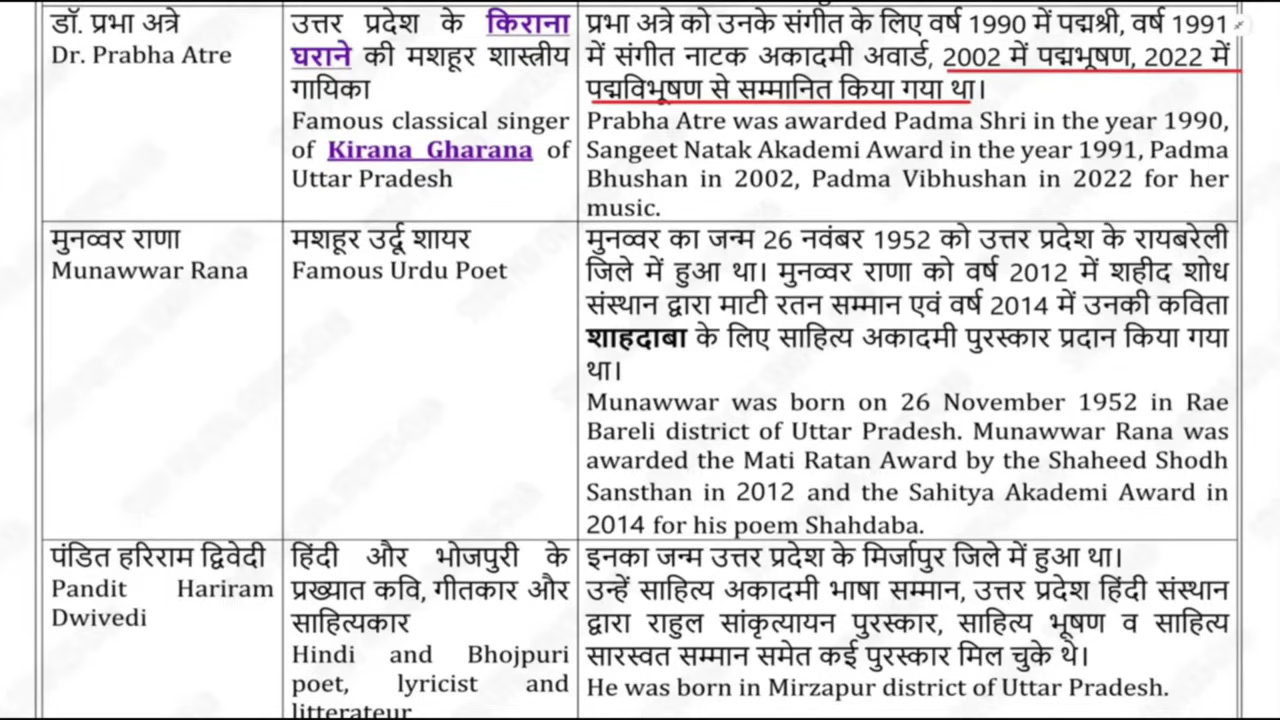 डॉ. प्रभा अत्रे
Dr. Prabha Atre
उत्तर प्रदेश के किराना
घराने की मशहूर शास्त्रीय
गायिका
Famous classical singer
of Kirana Gharana of
Uttar Pradesh
प्रभा अत्रे को उनके संगीत के लिए वर्ष 1990 में पद्मश्री, वर्ष 1991
में संगीत नाटक अकादमी अवार्ड, 2002 में पद्मभूषण, 2022 में
पद्मविभूषण से सम्मानित किया गया था।
Prabha Atre was awarded Padma Shri in the year 1990,
Sangeet Natak Akademi Award in the year 1991, Padma
Bhushan in 2002, Padma Vibhushan in 2022 for her
music.
मुनव्वर राणा
Munawwar Rana
मशहूर उर्दू शायर
Famous Urdu Poet
मुनव्वर का जन्म 26 नवंबर 1952 को उत्तर प्रदेश के रायबरेली
जिले में हुआ था। मुनव्वर राणा को वर्ष 2012 में शहीद शोध
संस्थान द्वारा माटी रतन सम्मान एवं वर्ष 2014 में उनकी कविता
शाहदाबा के लिए साहित्य अकादमी पुरस्कार प्रदान किया गया
था।
Munawwar was born on 26 November 1952 in Rae
Bareli district of Uttar Pradesh. Munawwar Rana was
awarded the Mati Ratan Award by the Shaheed Shodh
Sansthan in 2012 and the Sahitya Akademi Award in
2014 for his poem Shahdaba.
पंडित हरिराम द्विवेदी
Pandit Hariram
Dwivedi
हिंदी और भोजपुरी के
प्रख्यात कवि, गीतकार और
साहित्यकार
Hindi and Bhojpuri
poet, lyricist and
litterateur
इनका जन्म उत्तर प्रदेश के मिर्जापुर जिले में हुआ था।
उन्हें साहित्य अकादमी भाषा सम्मान, उत्तर प्रदेश हिंदी संस्थान
द्वारा राहुल सांकृत्यायन पुरस्कार, साहित्य भूषण व साहित्य
सारस्वत सम्मान समेत कई पुरस्कार मिल चुके थे।
He was born in Mirzapur district of Uttar Pradesh.